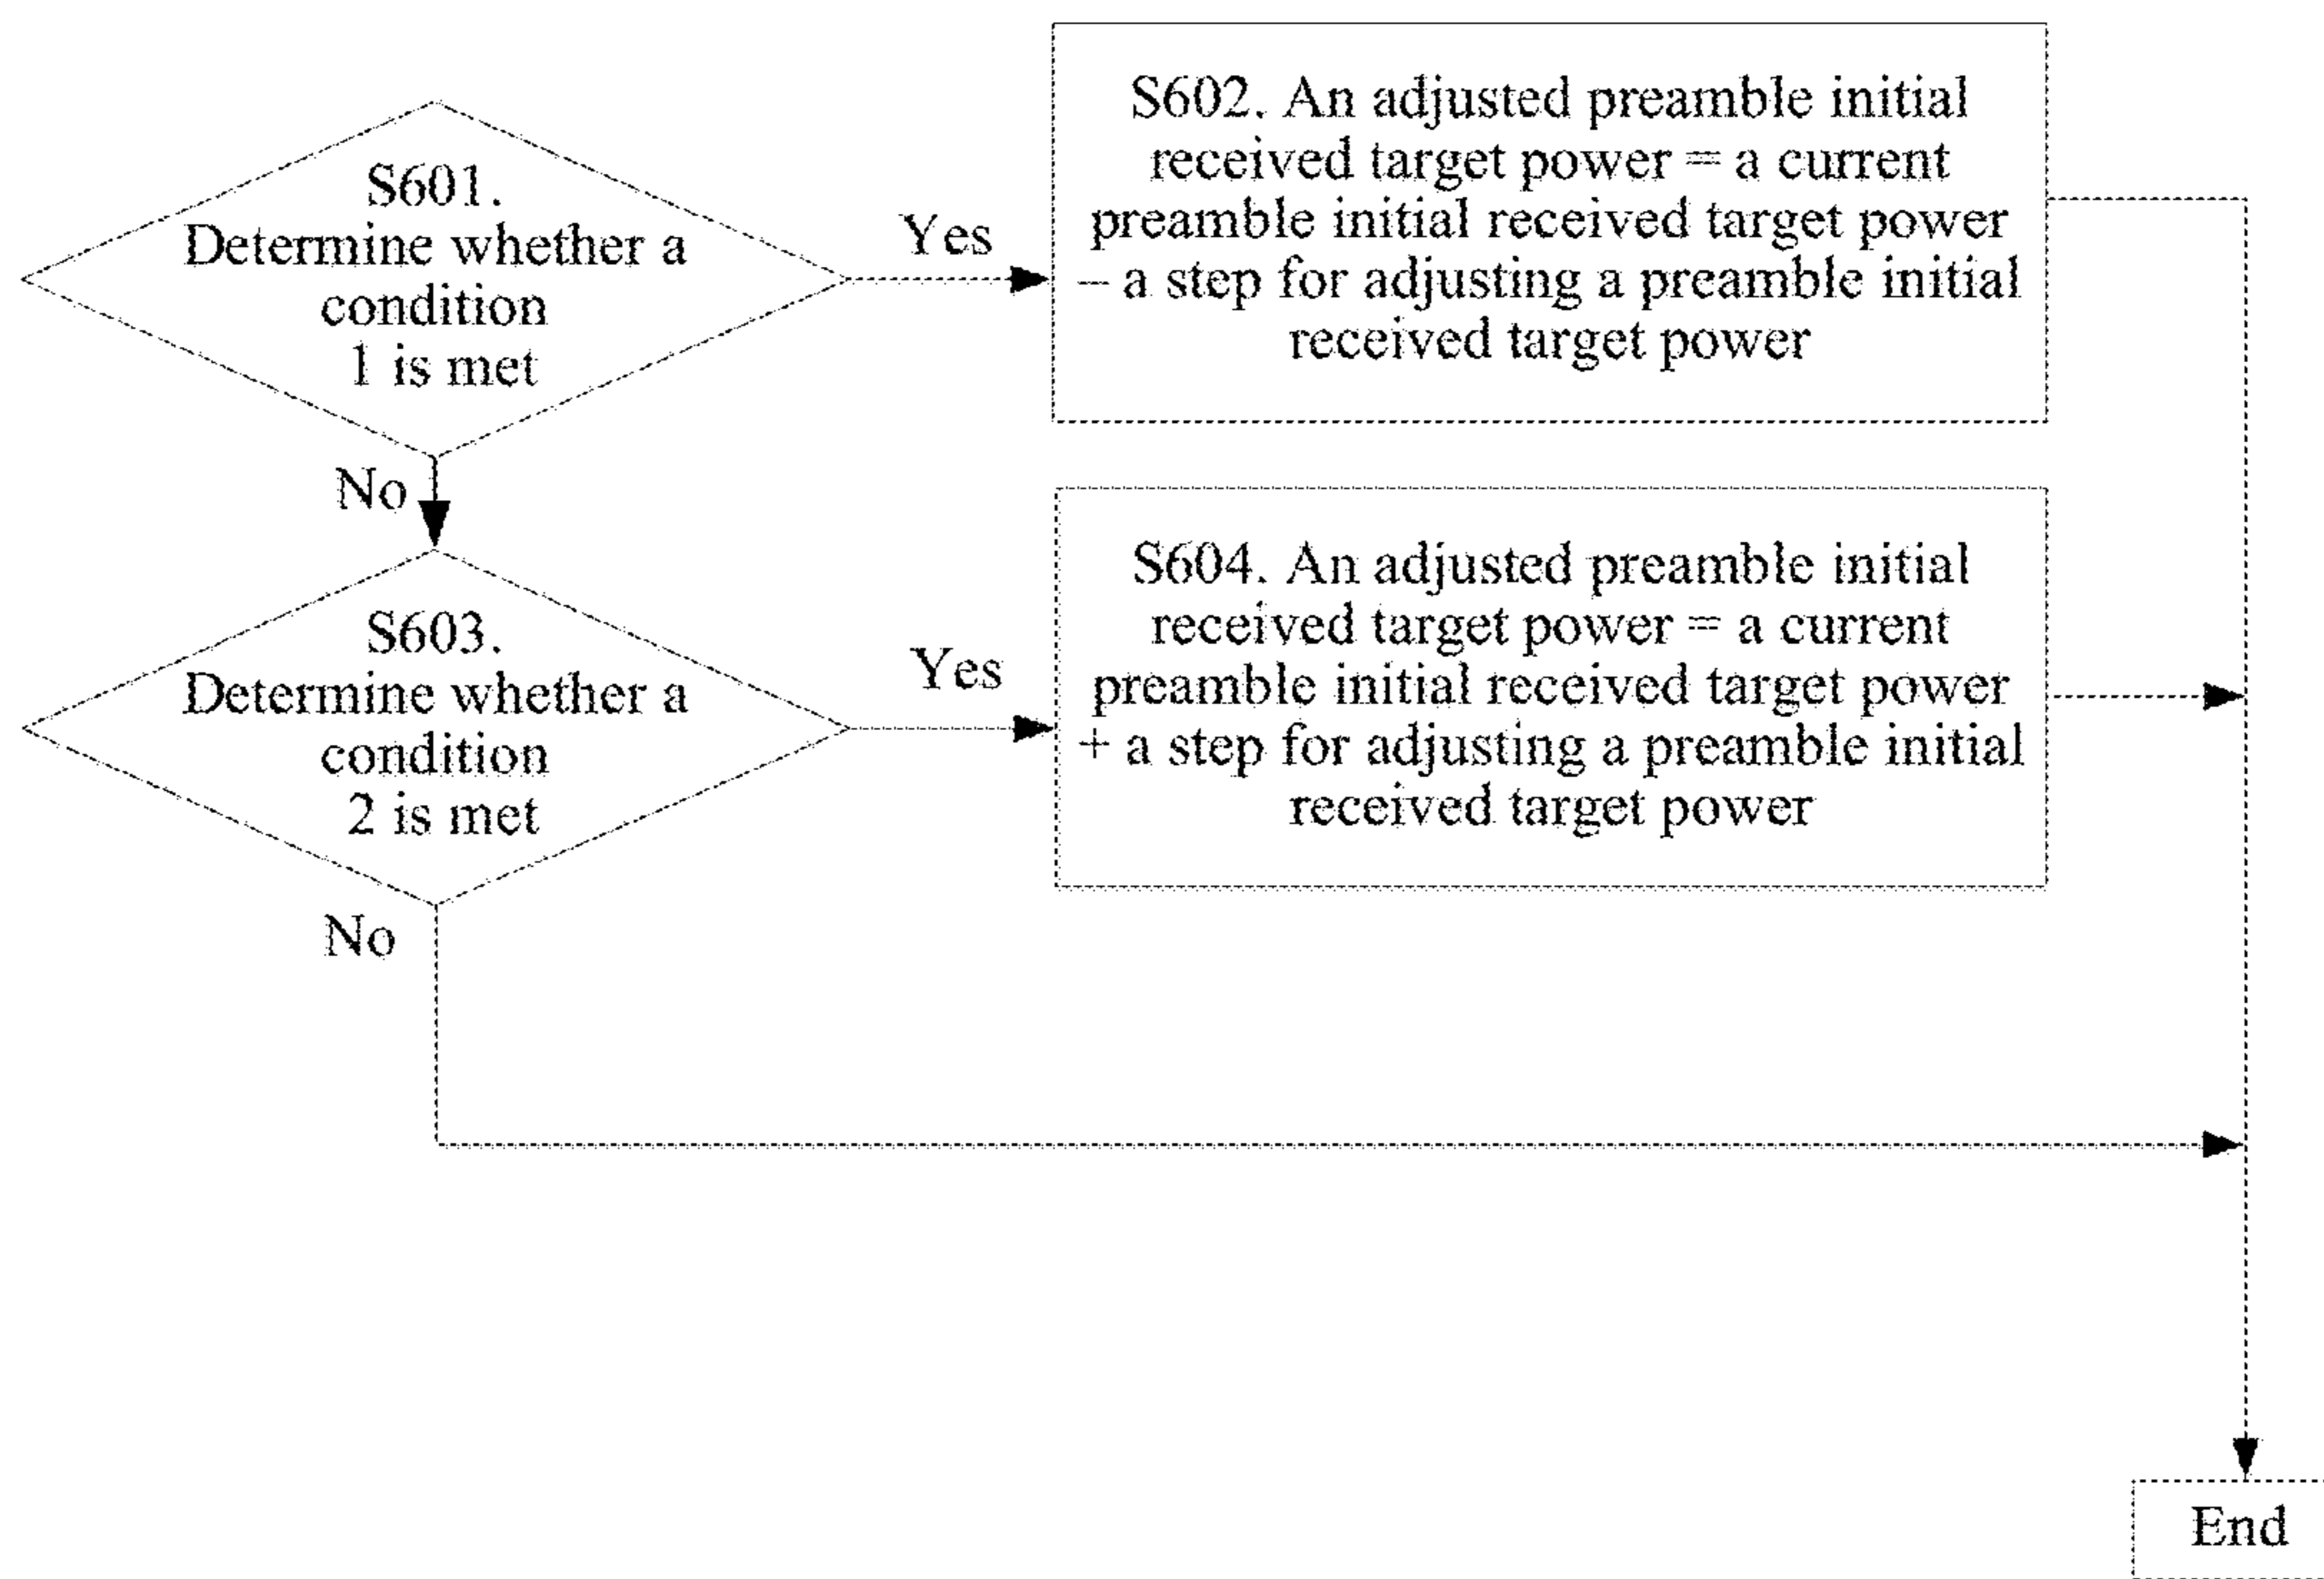 S601.
Determine whether a
condition
1 is met
Yes
S602. An adjusted preamble initial
received target power = a current
preamble initial received target power
– a step for adjusting a preamble initial
received target power
No
S603.
Determine whether a
condition
2 is met
Yes
S604. An adjusted preamble initial
received target power = a current
preamble initial received target power
+ a step for adjusting a preamble initial
received target power
No
End